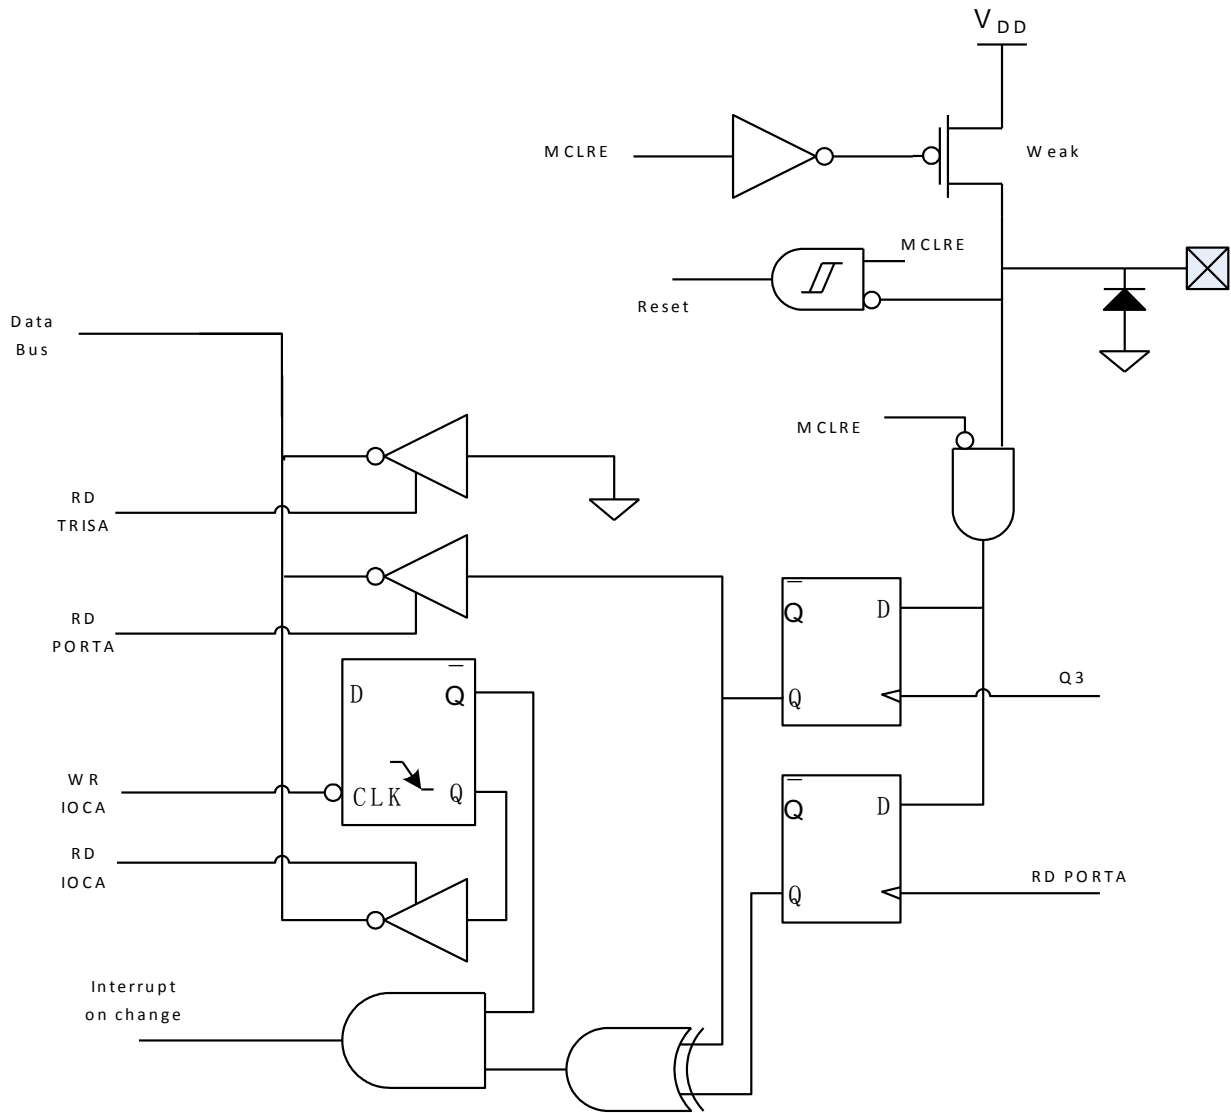 VDD
MCLRE
Weak
MCLRE
Reset
Data
Bus
MCLRE
RD
TRISA
Q
D
RD
PORTA
Q
Q3
D
Q
WR
IOCA
CLK
Q
Q
D
RD
IOCA
Q
RD PORTA
Interrupt
on change